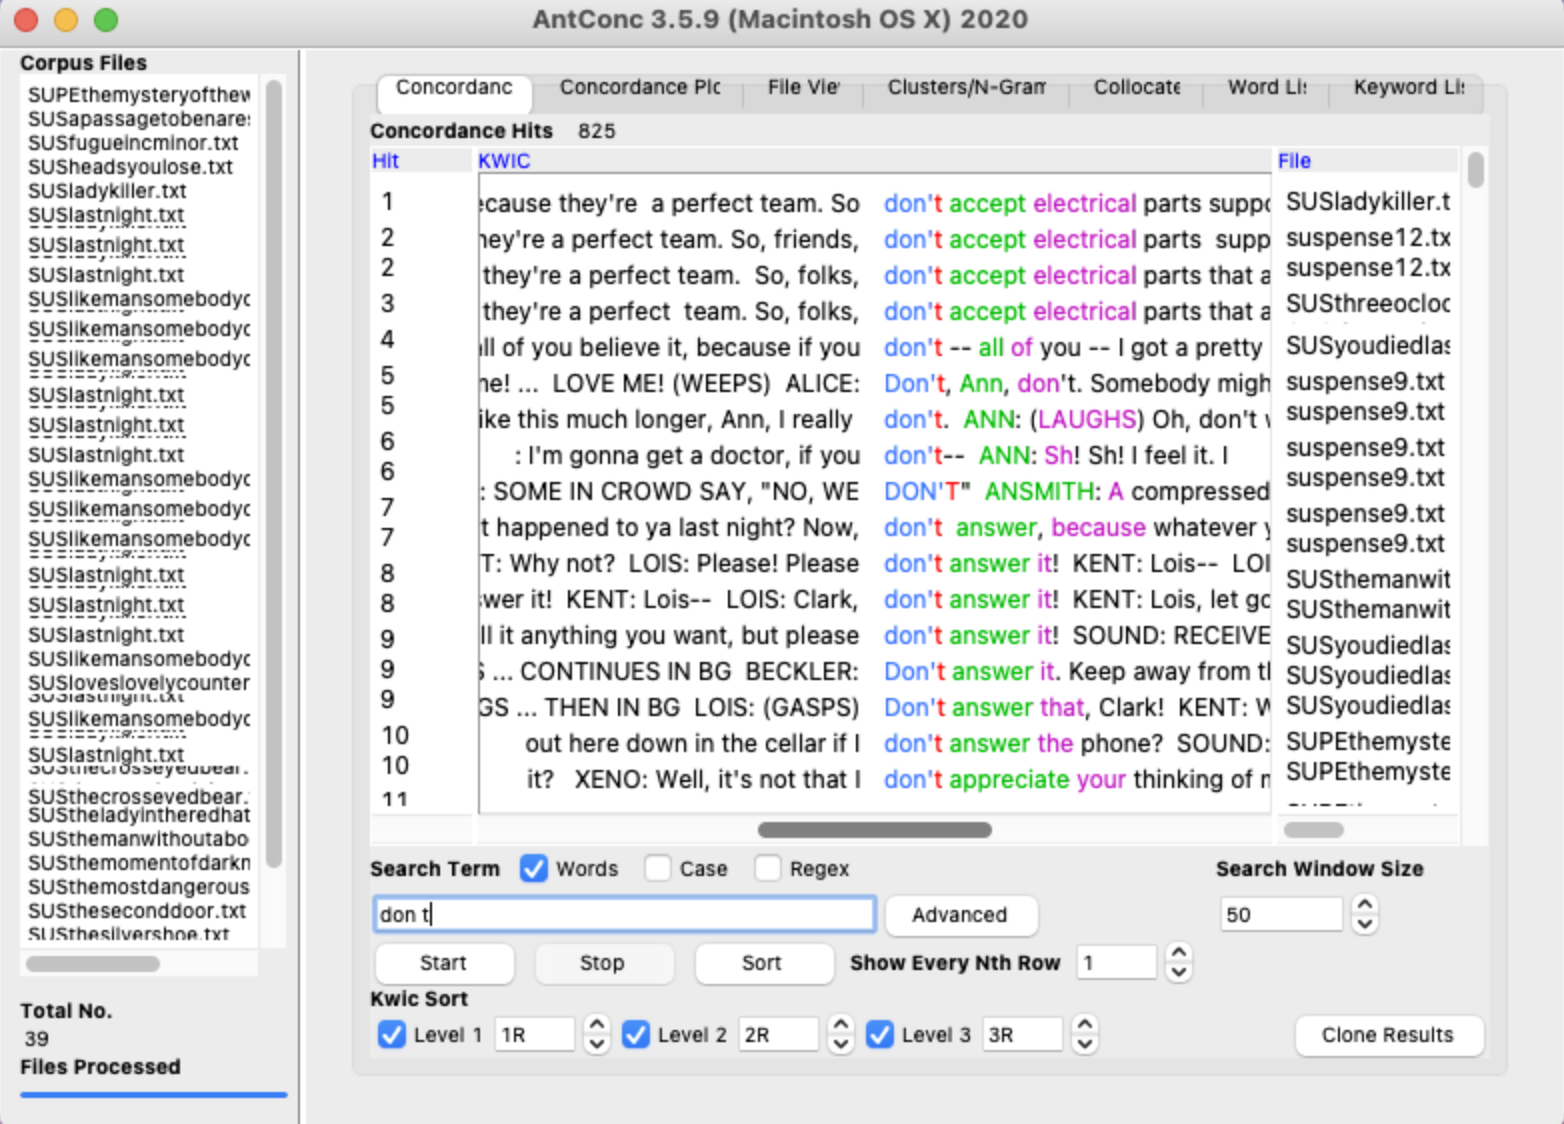 AntConc 3.5.9 (Macintosh OS X) 2020
Corpus Files
SUPEthemysteryofthew
SUSapassagetobenares
SUSfugueincminor.txt
SUSheadsyoulose.txt
SUSladykiller.txt
SUSlastnight.txt
SUSlastnight.txt
SUSlastnight.txt
SUSlikemansomebodyc
SUSlikemansomebodyc
SUSlikemansomebodyc
SUSlastnight.txt
SUSlastnight.txt
SUSlastnight.txt
SUSlikemansomebodyc
SUSlikemansomebodyc
SUSlikemansomebodyc
SUSlastnight.txt
SUSlastnight.txt
SUSlastnight.txt
SUSlikemansomebodyc
SUSloveslovelycounter
SUSlastnight.txt
SUSlikemansomebodyc
SUSlastnight.txt
SUSthecrosseyedbear.
SUSthecrosseyedbear.
SUStheladyintheredhat
SUSthemanwithoutabo
SUSthemomentofdarkn
SUSthemostdangerous
SUStheseconddoor.txt
SUSthesilvershoe.txt
Total No.
39
Files Processed
Concordanc Concordance Plc File Vie Clusters/N-Gram Collocate Word Lis Keyword Lis
Concordance Hits 825
Hit KWIC File
1 ecause they're a perfect team. So don't accept electrical parts suppo SUSladykiller.t
2 hey're a perfect team. So, friends, don't accept electrical parts supp suspense12.tx
2 they're a perfect team. So, folks, don't accept electrical parts that a suspense12.tx
3 they're a perfect team. So, folks, don't accept electrical parts that a SUSthreeocloc
4 all of you believe it, because if you don't -- all of you -- I got a pretty SUSyoudiedlas
5 me! ... LOVE ME! (WEEPS) ALICE: Don't, Ann, don't. Somebody migh suspense9.txt
5 ike this much longer, Ann, I really don't. ANN: (LAUGHS) Oh, don't w suspense9.txt
6 : I'm gonna get a doctor, if you don't-- ANN: Sh! Sh! I feel it. I suspense9.txt
6 : SOME IN CROWD SAY, "NO, WE DON'T" ANSMITH: A compressed suspense9.txt
7 t happened to ya last night? Now, don't answer, because whatever y suspense9.txt
7 T: Why not? LOIS: Please! Please don't answer it! KENT: Lois-- LOI suspense9.txt
8 swer it! KENT: Lois-- LOIS: Clark, don't answer it! KENT: Lois, let go SUSthemanwit
8 ll it anything you want, but please don't answer it! SOUND: RECEIVE SUSthemanwit
9 S ... CONTINUES IN BG BECKLER: Don't answer it. Keep away from th SUSyoudiedlas
9 GS ... THEN IN BG LOIS: (GASPS) Don't answer that, Clark! KENT: W SUSyoudiedlas
9 out here down in the cellar if I don't answer the phone? SOUND: SUSyoudiedlas
10 it? XENO: Well, it's not that I don't appreciate your thinking of m SUPEthemyste
10 SUPEthemyste
11
Search Term Words Case Regex Search Window Size
don t Advanced 50
Start Stop Sort Show Every Nth Row 1
Kwic Sort
Level 1 1R Level 2 2R Level 3 3R Clone Results